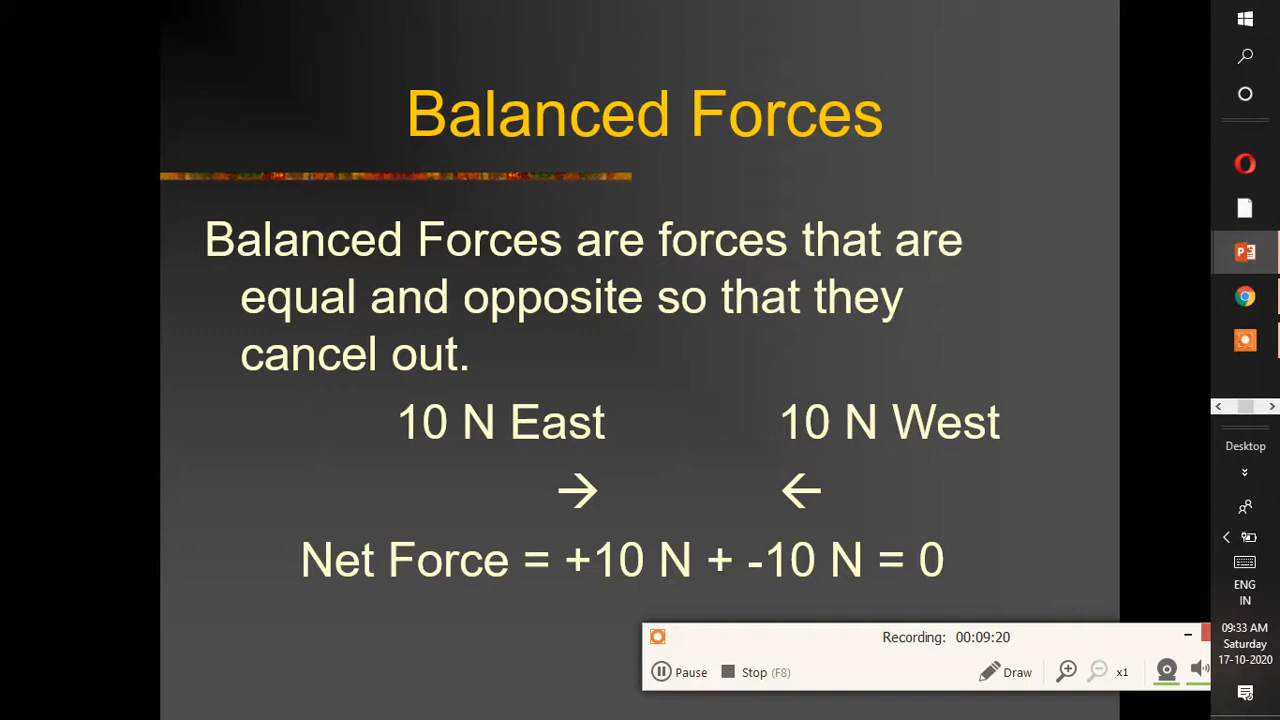 Balanced Forces
Balanced Forces are forces that are
equal and opposite so that they
cancel out.
10 N East 10 N West
→ ←
Net Force = +10 N + -10 N = 0
Recording: 00:09:20
Pause Stop (F8) Draw x1
Desktop
ENG
IN
09:33 AM
Saturday
17-10-2020